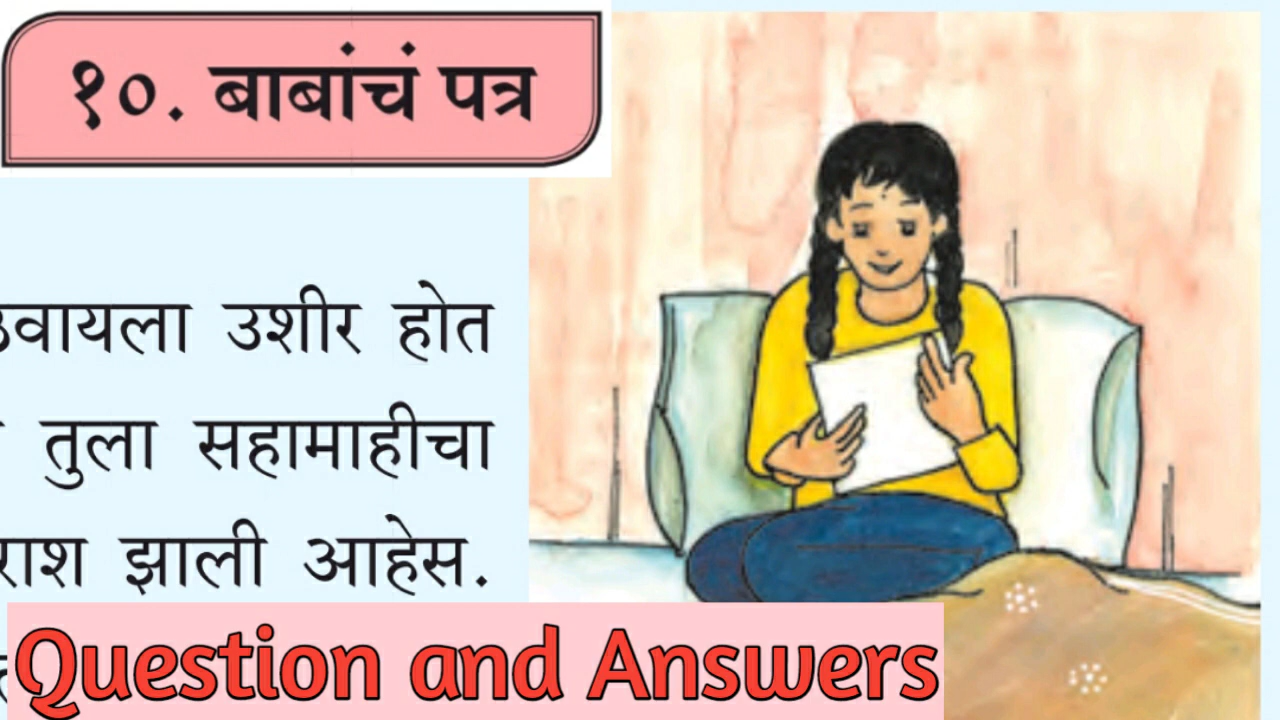 १०. बाबांचं पत्र
उशीर होत
तुला सहामाहीचा
झाली आहेस.
Question and Answers